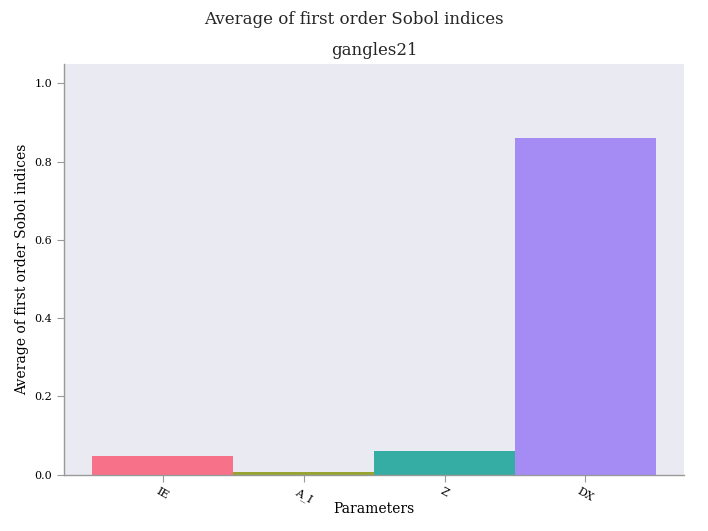 Average of first order Sobol indices
gangles21
1.0
0.8
0.6
0.4
0.2
0.0
Average of first order Sobol indices
IE
A_I
Z
DX
Parameters